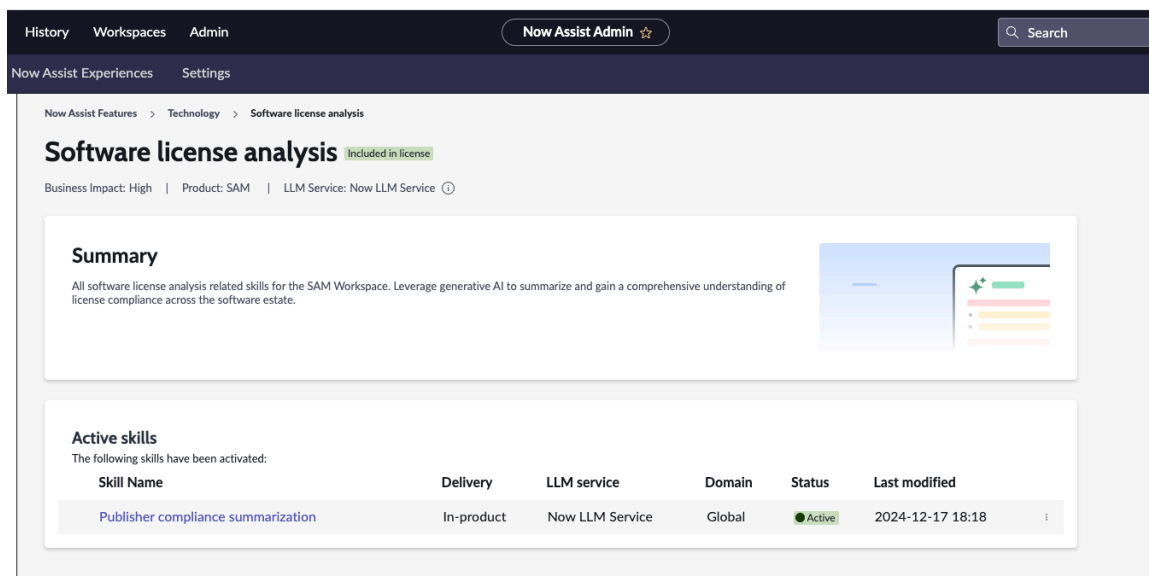 History Workspaces Admin Now Assist Admin Search
Now Assist Experiences Settings
Now Assist Features > Technology > Software license analysis
Software license analysis Included in license
Business Impact: High | Product: SAM | LLM Service: Now LLM Service
Summary
All software license analysis related skills for the SAM Workspace. Leverage generative AI to summarize and gain a comprehensive understanding of
license compliance across the software estate.
Active skills
The following skills have been activated:
Skill Name Delivery LLM service Domain Status Last modified
Publisher compliance summarization In-product Now LLM Service Global Active 2024-12-17 18:18